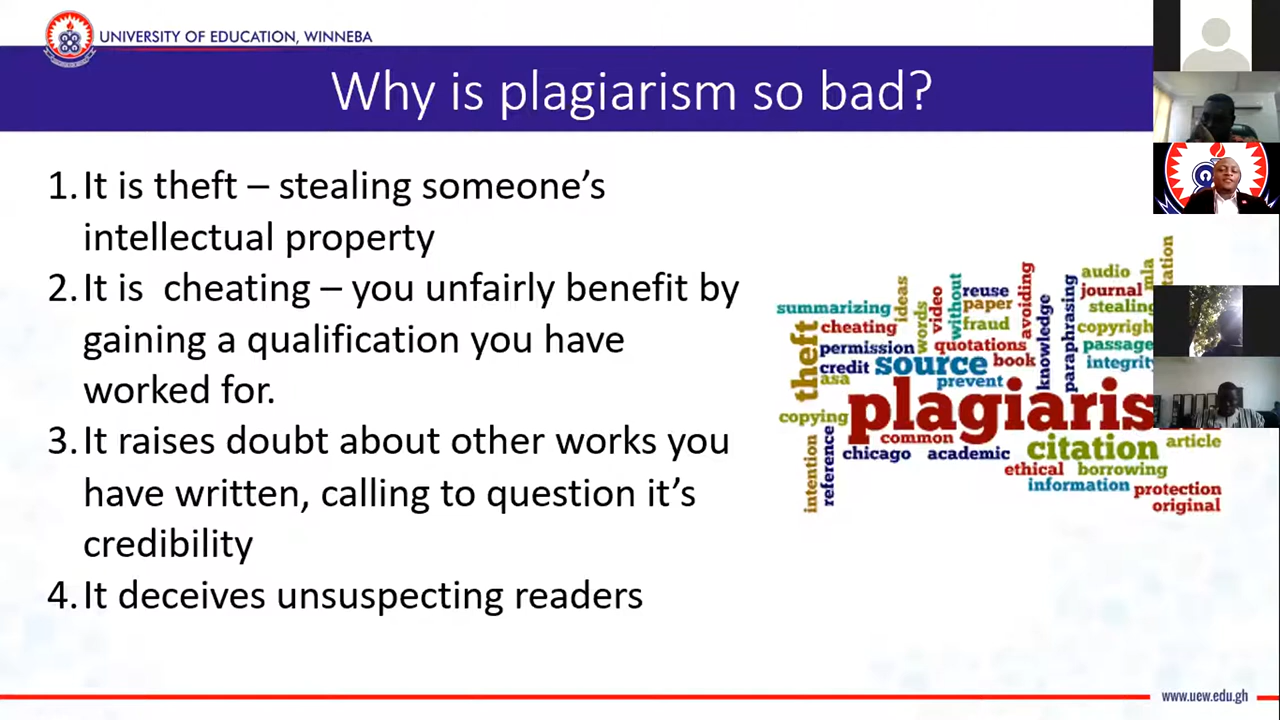 UNIVERSITY OF EDUCATION, WINNEBA
Why is plagiarism so bad?
1. It is theft – stealing someone's
intellectual property
2. It is  cheating – you unfairly benefit by
gaining a qualification you have
worked for.
3. It raises doubt about other works you
have written, calling to question it's
credibility
4. It deceives unsuspecting readers
summarizing
ideas
words
video
without
reuse
paper
fraud
avoiding
knowledge
paraphrasing
audio
journal
stealing
copyrigh
passage
integrity
mla
tation
cheating
theft
permission
quotations
credit
source
book
asa
prevent
copying
plagiaris
common
citation
article
intention
reference
chicago
academic
ethical
borrowing
information
protection
original
www.uew.edu.gh